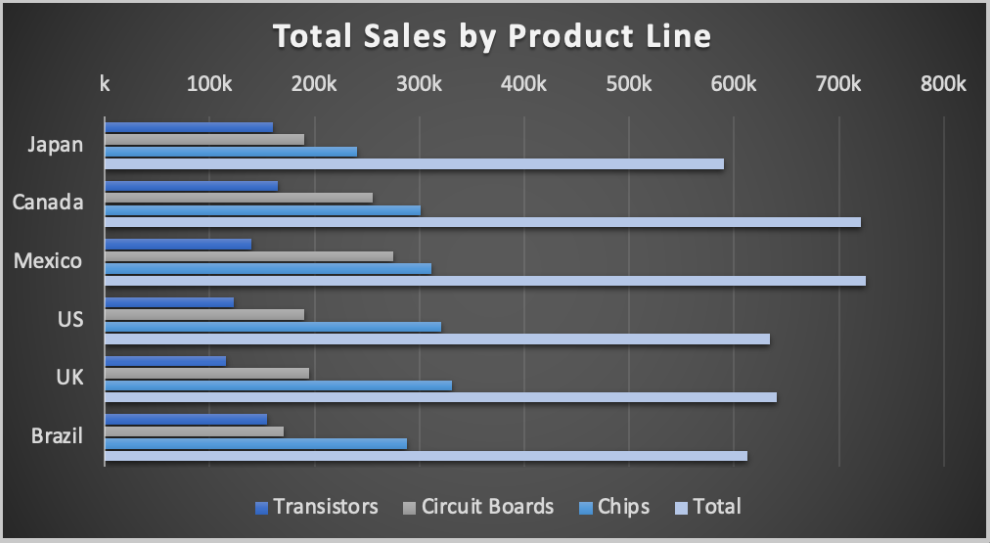 Total Sales by Product Line
k 100k 200k 300k 400k 500k 600k 700k 800k
Japan
Canada
Mexico
US
UK
Brazil
Transistors Circuit Boards Chips Total